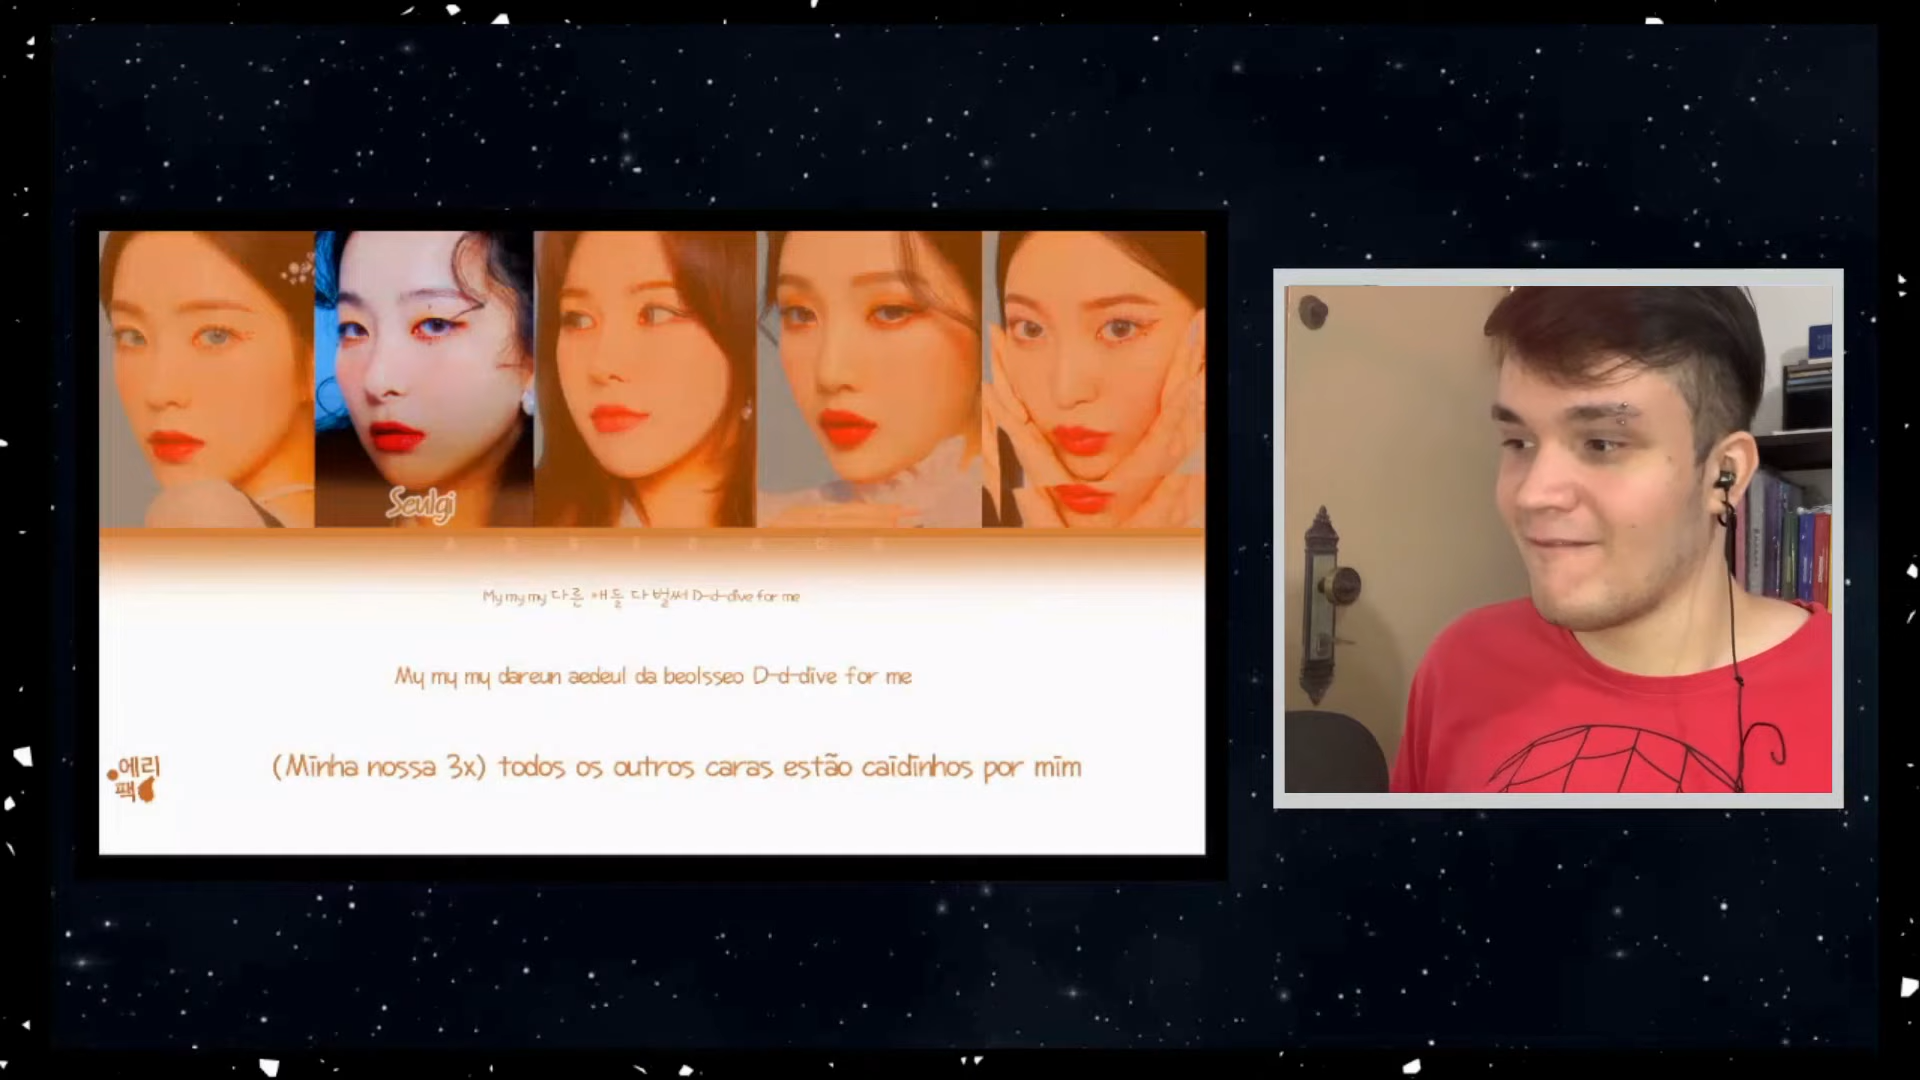 Seulgi
My my my 다른 애들 다 벌써 D-d-dive for me
My my my dareun aedeul da beolsseo D-d-dive for me
에리
팩
(Minha nossa 3x) todos os outros caras estão caidinhos por mim